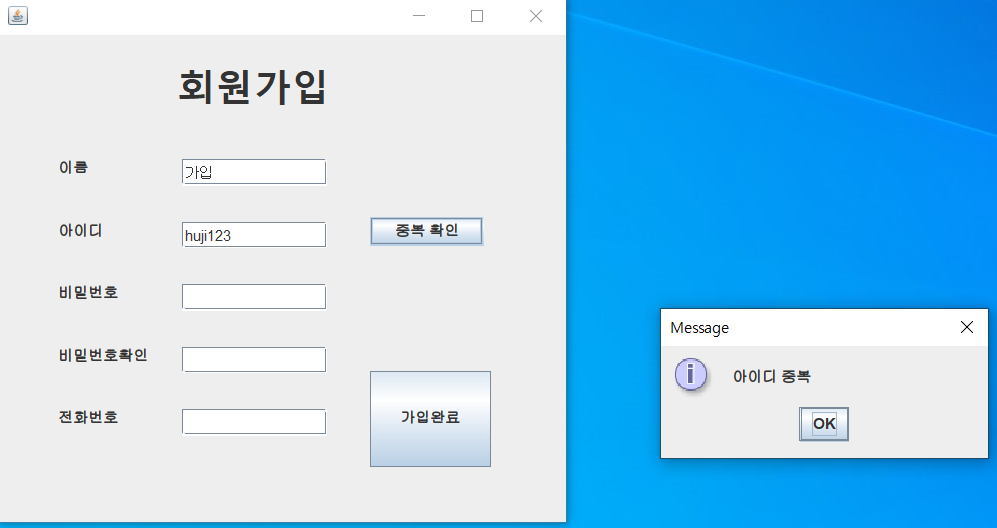 회원가입
이름
가입
아이디
huji123
중복 확인
비밀번호
비밀번호확인
전화번호
가입완료
Message
아이디 중복
OK